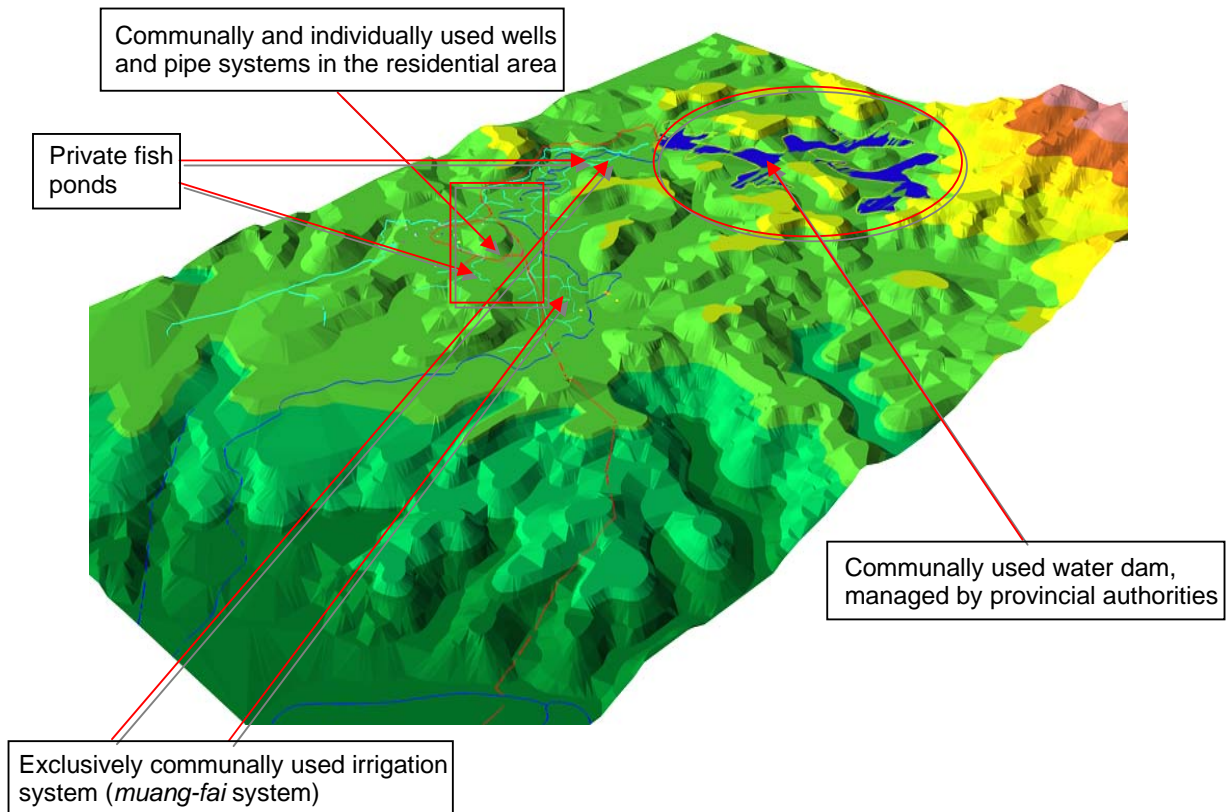 Communally and individually used wells
and pipe systems in the residential area
Private fish
ponds
Communally used water dam,
managed by provincial authorities
Exclusively communally used irrigation
system (muang-fai system)